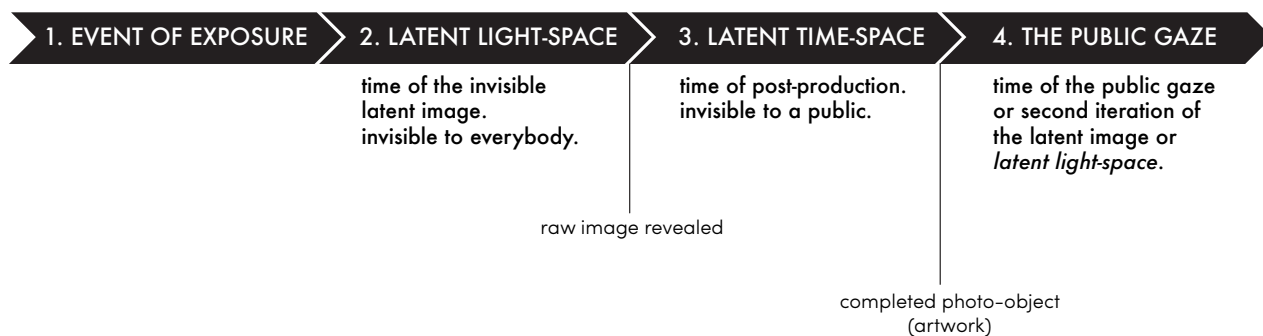 1. EVENT OF EXPOSURE
2. LATENT LIGHT-SPACE
3. LATENT TIME-SPACE
4. THE PUBLIC GAZE
time of the invisible
latent image.
invisible to everybody.
time of post-production.
invisible to a public.
time of the public gaze
or second iteration of
the latent image or
latent light-space.
raw image revealed
completed photo-object
(artwork)